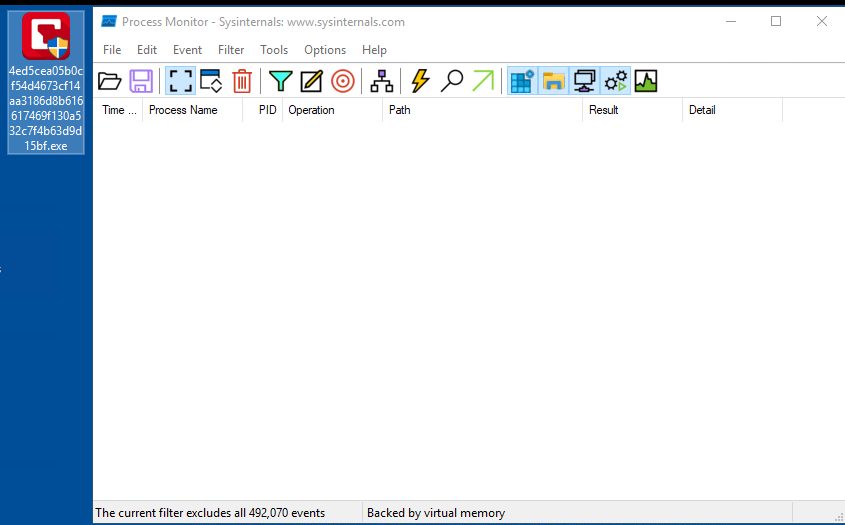 Process Monitor - Sysinternals: www.sysinternals.com
File Edit Event Filter Tools Options Help
4ed5cea05b0c
f54d4673cf14
aa3186d8b616
617469f130a5
32c7f4b63d9d
15bf.exe
Time ... Process Name PID Operation Path Result Detail
The current filter excludes all 492,070 events Backed by virtual memory